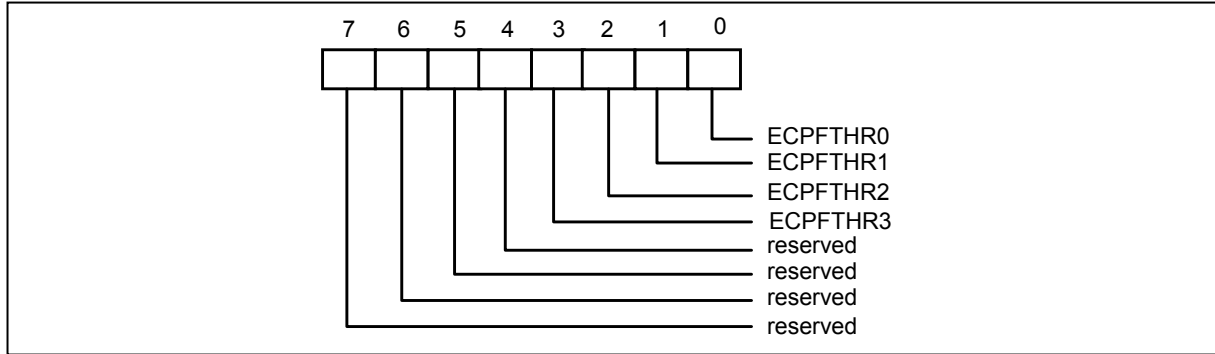 7 6 5 4 3 2 1 0
ECPFTHR0
ECPFTHR1
ECPFTHR2
ECPFTHR3
reserved
reserved
reserved
reserved